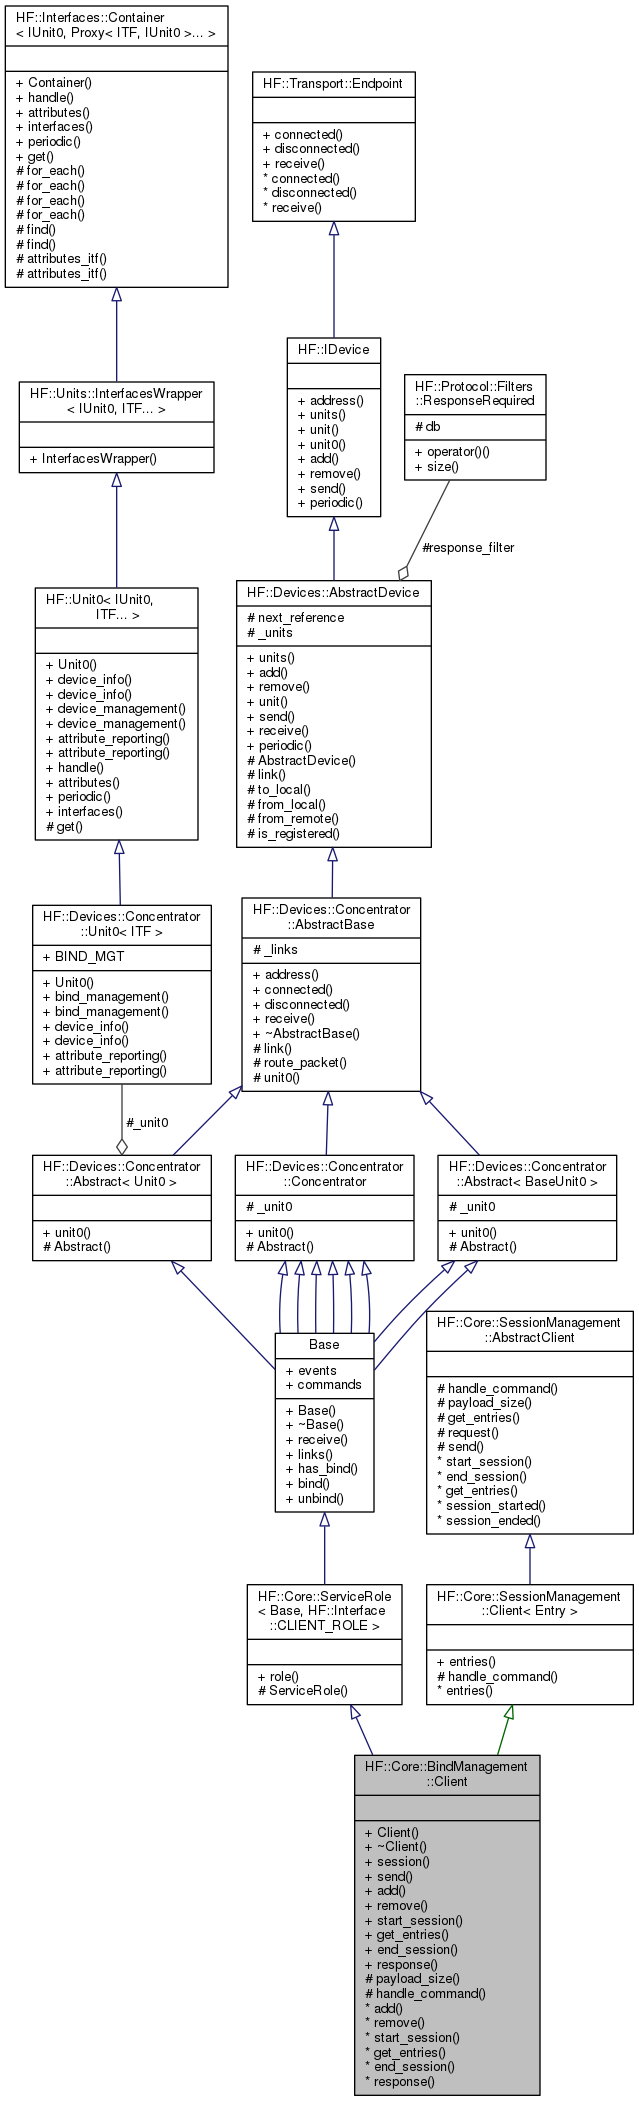 HF::Interfaces::Container
< IUnit0, Proxy< ITF, IUnit0 >... >
+ Container()
+ handle()
+ attributes()
+ interfaces()
+ periodic()
+ get()
# for_each()
# for_each()
# for_each()
# for_each()
# find()
# find()
# attributes_itf()
# attributes_itf()
HF::Transport::Endpoint
+ connected()
+ disconnected()
+ receive()
* connected()
* disconnected()
* receive()
HF::IDevice
+ address()
+ units()
+ unit()
+ unit0()
+ add()
+ remove()
+ send()
+ periodic()
HF::Protocol::Filters
::ResponseRequired
# db
+ operator()()
+ size()
HF::Units::InterfacesWrapper
< IUnit0, ITF... >
+ InterfacesWrapper()
#response_filter
HF::Unit0< IUnit0,
ITF... >
+ Unit0()
+ device_info()
+ device_info()
+ device_management()
+ device_management()
+ attribute_reporting()
+ attribute_reporting()
+ handle()
+ attributes()
+ periodic()
+ interfaces()
# get()
HF::Devices::AbstractDevice
# next_reference
# _units
+ units()
+ add()
+ remove()
+ unit()
+ send()
+ receive()
+ periodic()
# AbstractDevice()
# link()
# to_local()
# from_local()
# from_remote()
# is_registered()
HF::Devices::Concentrator
::Unit0< ITF >
+ BIND_MGT
+ Unit0()
+ bind_management()
+ bind_management()
+ device_info()
+ device_info()
+ attribute_reporting()
+ attribute_reporting()
HF::Devices::Concentrator
::AbstractBase
# _links
+ address()
+ connected()
+ disconnected()
+ receive()
+ ~AbstractBase()
# link()
# route_packet()
# unit0()
#_unit0
HF::Devices::Concentrator
::Abstract< Unit0 >
+ unit0()
# Abstract()
HF::Devices::Concentrator
::Concentrator
# _unit0
+ unit0()
# Abstract()
HF::Devices::Concentrator
::Abstract< BaseUnit0 >
# _unit0
+ unit0()
# Abstract()
Base
+ events
+ commands
+ Base()
+ ~Base()
+ receive()
+ links()
+ has_bind()
+ bind()
+ unbind()
HF::Core::SessionManagement
::AbstractClient
# handle_command()
# payload_size()
# get_entries()
# request()
# send()
* start_session()
* end_session()
* get_entries()
* session_started()
* session_ended()
HF::Core::ServiceRole
< Base, HF::Interface
::CLIENT_ROLE >
+ role()
# ServiceRole()
HF::Core::SessionManagement
::Client< Entry >
+ entries()
# handle_command()
* entries()
HF::Core::BindManagement
::Client
+ Client()
+ ~Client()
+ session()
+ send()
+ add()
+ remove()
+ start_session()
+ get_entries()
+ end_session()
+ response()
# payload_size()
# handle_command()
* add()
* remove()
* start_session()
* get_entries()
* end_session()
* response()